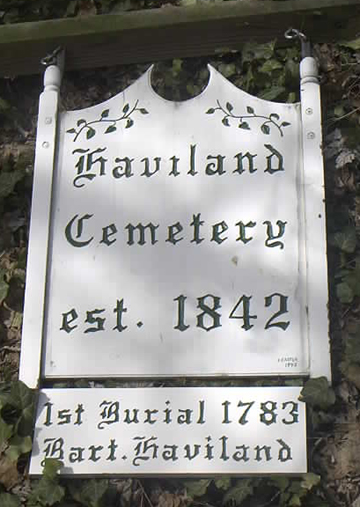 Haviland
Cemetery
est. 1842
1st Burial 1783
Bart. Haviland